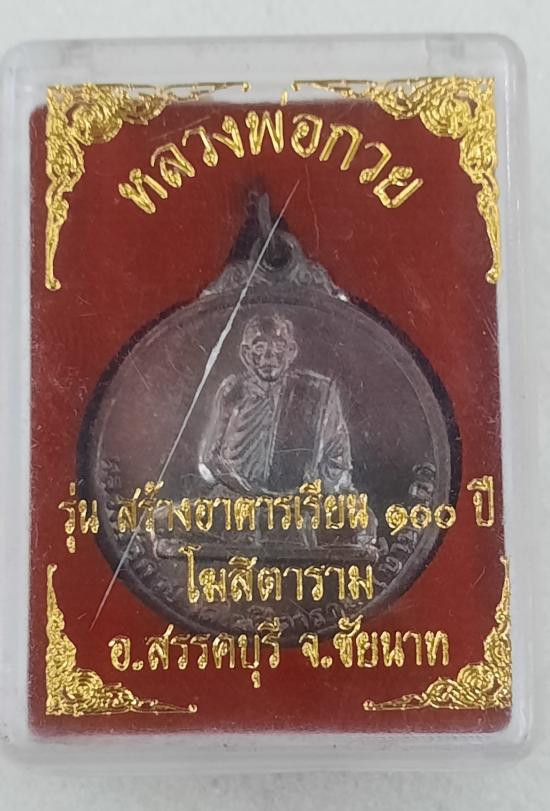 หลวงพ่อกวย
รุ่น สร้างอาคารเรียน ๑๐๐ ปี
โฆสิตาราม
อ.สรรคบุรี จ.ชัยนาท